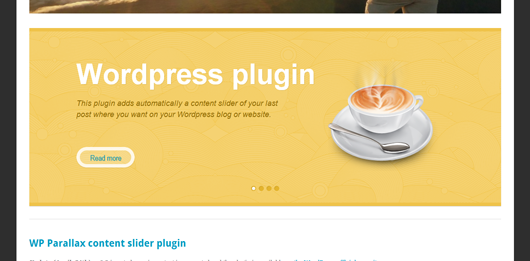 Wordpress plugin
This plugin adds automatically a content slider of your last
post where you want on your Wordpress blog or website.
Read more
WP Parallax content slider plugin